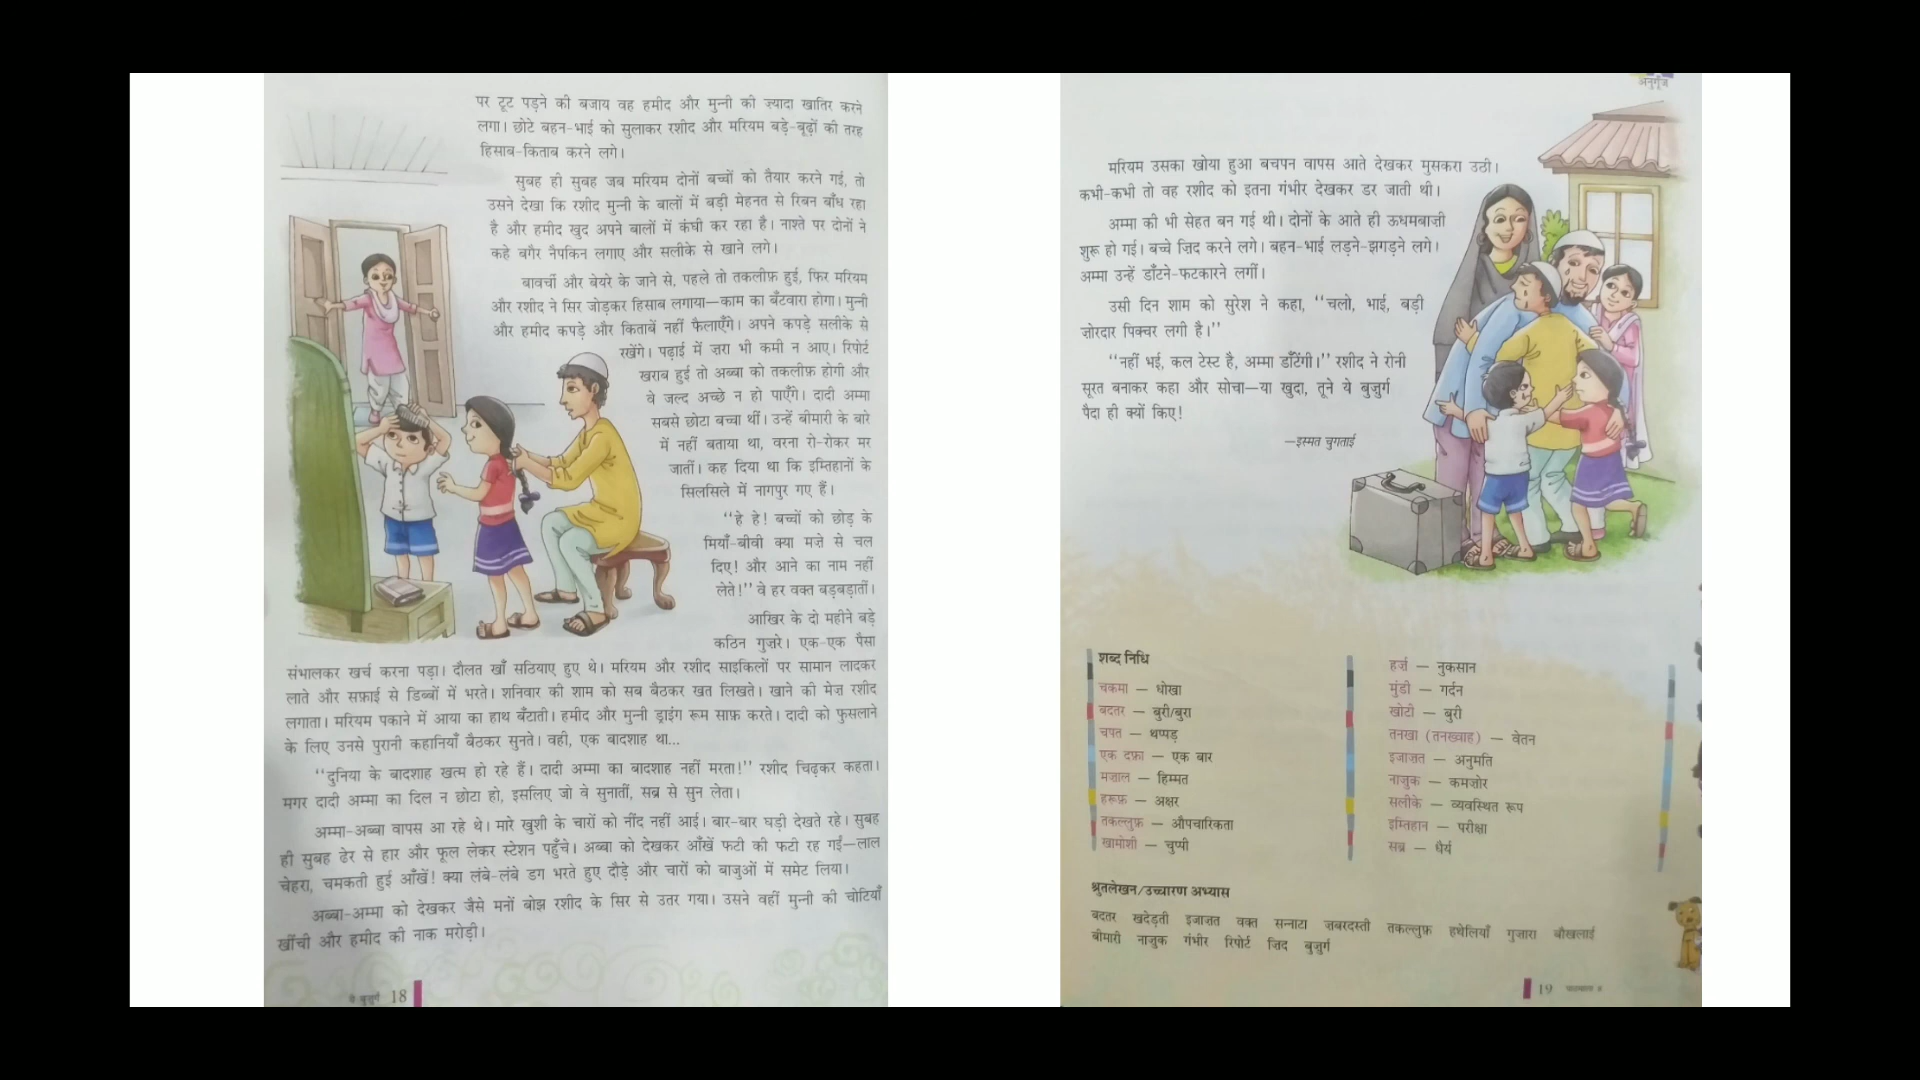 पर टूट पड़ने की बजाय वह हमीद और मुन्नी की ज्यादा खातिर करने
लगा। छोटे बहन-भाई को सुलाकर रशीद और मरियम बड़े-बूढ़ों की तरह
हिसाब-किताब करने लगे।
सुबह ही सुबह जब मरियम दोनों बच्चों को तैयार करने गई, तो
उसने देखा कि रशीद मुन्नी के बालों में बड़ी मेहनत से रिबन बाँध रहा
है और हमीद खुद अपने बालों में कंघी कर रहा है। नाश्ते पर दोनों ने
कहे बगैर नैपकिन लगाए और सलीके से खाने लगे।
बावर्ची और बेयरे के जाने से, पहले तो तकलीफ़ हुई, फिर मरियम
और रशीद ने सिर जोड़कर हिसाब लगाया—काम का बँटवारा होगा। मुन्नी
और हमीद कपड़े और किताबें नहीं फैलाएँगे। अपने कपड़े सलीके से
रखेंगे। पढ़ाई में ज़रा भी कमी न आए। रिपोर्ट
खराब हुई तो अब्बा को तकलीफ़ होगी और
वे जल्द अच्छे न हो पाएँगे। दादी अम्मा
सबसे छोटा बच्चा थीं। उन्हें बीमारी के बारे
में नहीं बताया था, वरना रो-रोकर मर
जातीं। कह दिया था कि इम्तिहानों के
सिलसिले में नागपुर गए हैं।
“हे हे! बच्चों को छोड़ के
मियाँ-बीवी क्या मज़े से चल
दिए! और आने का नाम नहीं
लेते!” वे हर वक्त बड़बड़ातीं।
आखिर के दो महीने बड़े
कठिन गुज़रे। एक-एक पैसा
संभालकर खर्च करना पड़ा। दौलत खाँ सठियाए हुए थे। मरियम और रशीद साइकिलों पर सामान लादकर
लाते और सफ़ाई से डिब्बों में भरते। शनिवार की शाम को सब बैठकर खत लिखते। खाने की मेज़ रशीद
लगाता। मरियम पकाने में आया का हाथ बँटाती। हमीद और मुन्नी ड्राइंग रूम साफ़ करते। दादी को फुसलाने
के लिए उनसे पुरानी कहानियाँ बैठकर सुनते। वही, एक बादशाह था...
“दुनिया के बादशाह खत्म हो रहे हैं। दादी अम्मा का बादशाह नहीं मरता!” रशीद चिढ़कर कहता।
मगर दादी अम्मा का दिल न छोटा हो, इसलिए जो वे सुनातीं, सब्र से सुन लेता।
अम्मा-अब्बा वापस आ रहे थे। मारे खुशी के चारों को नींद नहीं आई। बार-बार घड़ी देखते रहे। सुबह
ही सुबह ढेर से हार और फूल लेकर स्टेशन पहुँचे। अब्बा को देखकर आँखें फटी की फटी रह गईं—लाल
चेहरा, चमकती हुई आँखें! क्या लंबे-लंबे डग भरते हुए दौड़े और चारों को बाजुओं में समेट लिया।
अब्बा-अम्मा को देखकर जैसे मनों बोझ रशीद के सिर से उतर गया। उसने वहीं मुन्नी की चोटियाँ
खींची और हमीद की नाक मरोड़ी।
ये बुज़ुर्ग 18
अनुगूँज
मरियम उसका खोया हुआ बचपन वापस आते देखकर मुसकरा उठी।
कभी-कभी तो वह रशीद को इतना गंभीर देखकर डर जाती थी।
अम्मा की भी सेहत बन गई थी। दोनों के आते ही ऊधमबाज़ी
शुरू हो गई। बच्चे ज़िद करने लगे। बहन-भाई लड़ने-झगड़ने लगे।
अम्मा उन्हें डाँटने-फटकारने लगीं।
उसी दिन शाम को सुरेश ने कहा, “चलो, भाई, बड़ी
ज़ोरदार पिक्चर लगी है।”
“नहीं भई, कल टेस्ट है, अम्मा डाँटेंगी।” रशीद ने रोनी
सूरत बनाकर कहा और सोचा—या खुदा, तूने ये बुज़ुर्ग
पैदा ही क्यों किए!
—इस्मत चुगताई
शब्द निधि
चकमा — धोखा
बदतर — बुरी/बुरा
चपत — थप्पड़
एक दफ़ा — एक बार
मज़ाल — हिम्मत
हरूफ़ — अक्षर
तकल्लुफ़ — औपचारिकता
खामोशी — चुप्पी
हर्ज — नुकसान
मुंडी — गर्दन
खोटी — बुरी
तनखा (तनख्वाह) — वेतन
इजाज़त — अनुमति
नाज़ुक — कमज़ोर
सलीके — व्यवस्थित रूप
इम्तिहान — परीक्षा
सब्र — धैर्य
श्रुतलेखन/उच्चारण अभ्यास
बदतर खदेड़ती इजाज़त वक्त सन्नाटा ज़बरदस्ती तकल्लुफ़ हथेलियाँ गुज़ारा बौखलाई
बीमारी नाज़ुक गंभीर रिपोर्ट ज़िद बुज़ुर्ग
19